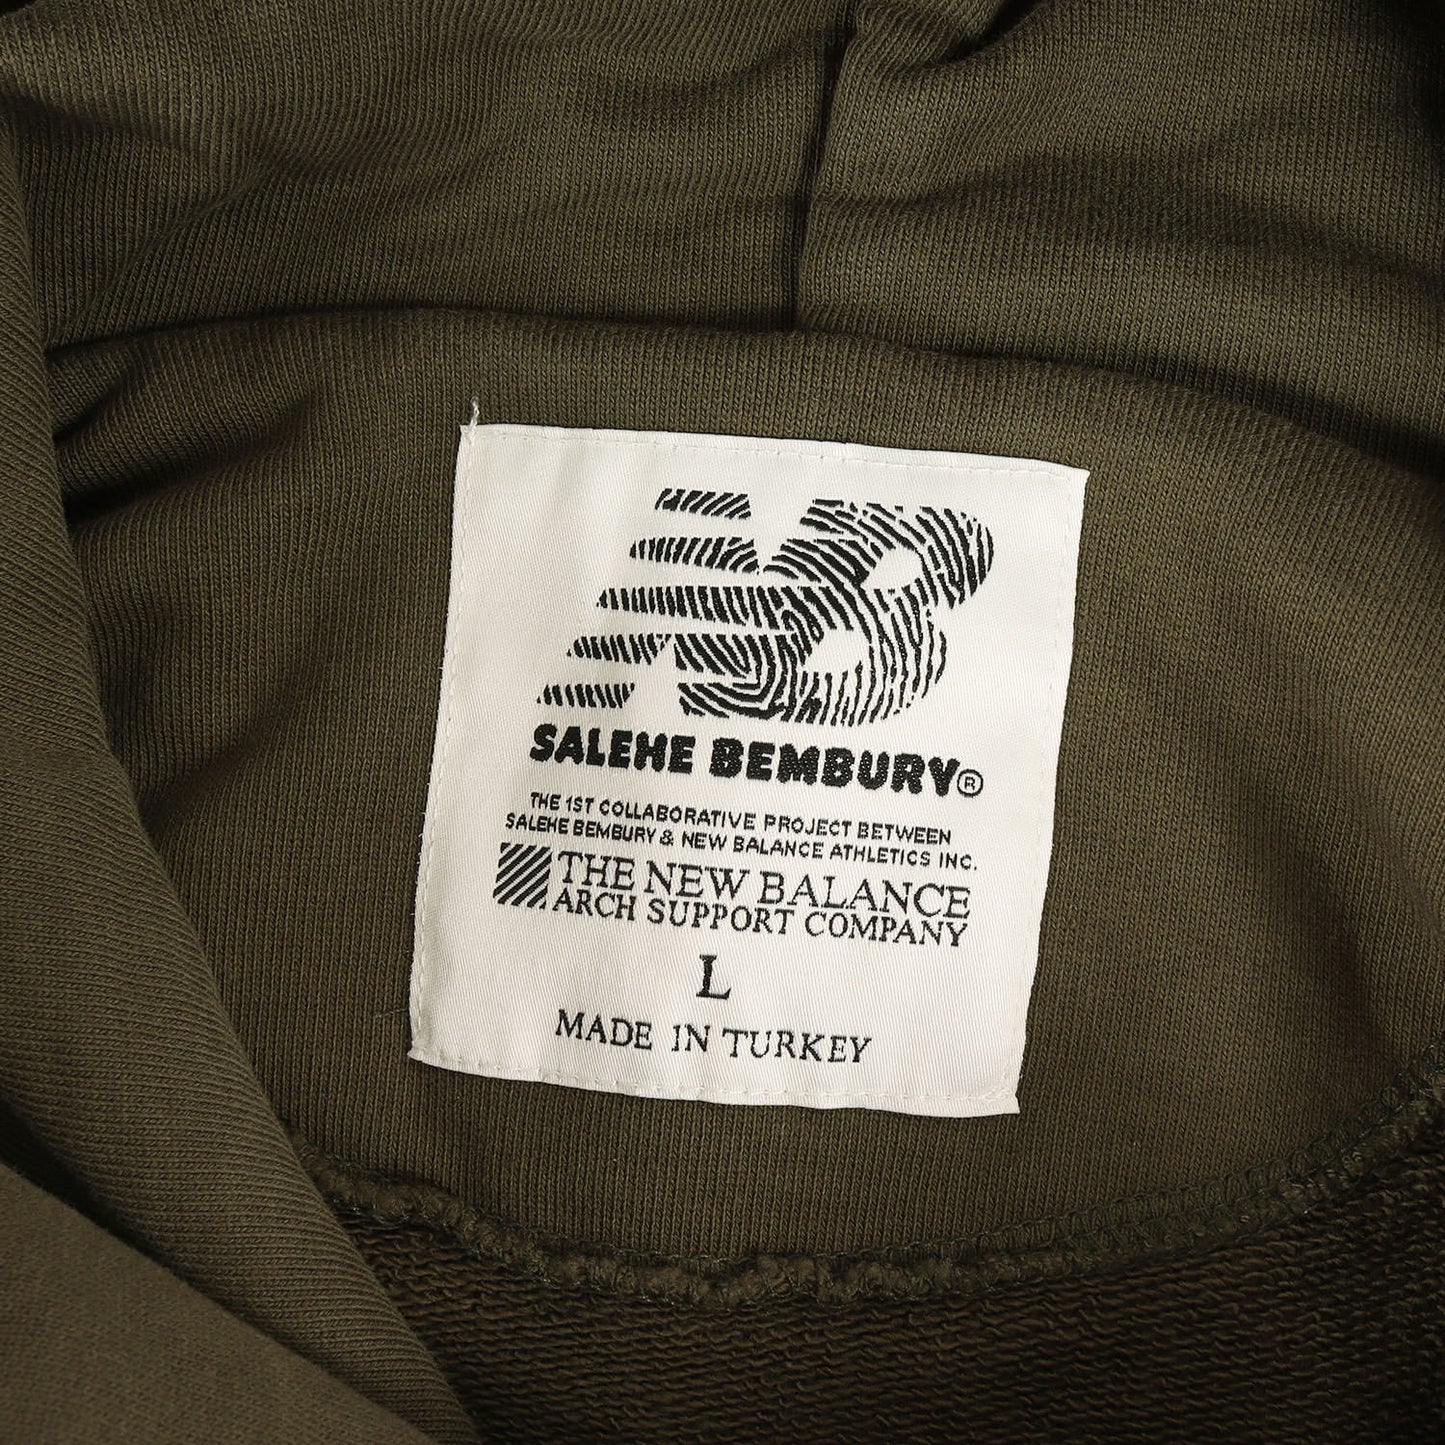 NB
SALEHE BEMBURY®
THE 1ST COLLABORATIVE PROJECT BETWEEN
SALEHE BEMBURY & NEW BALANCE ATHLETICS INC.
THE NEW BALANCE
ARCH SUPPORT COMPANY
L
MADE IN TURKEY